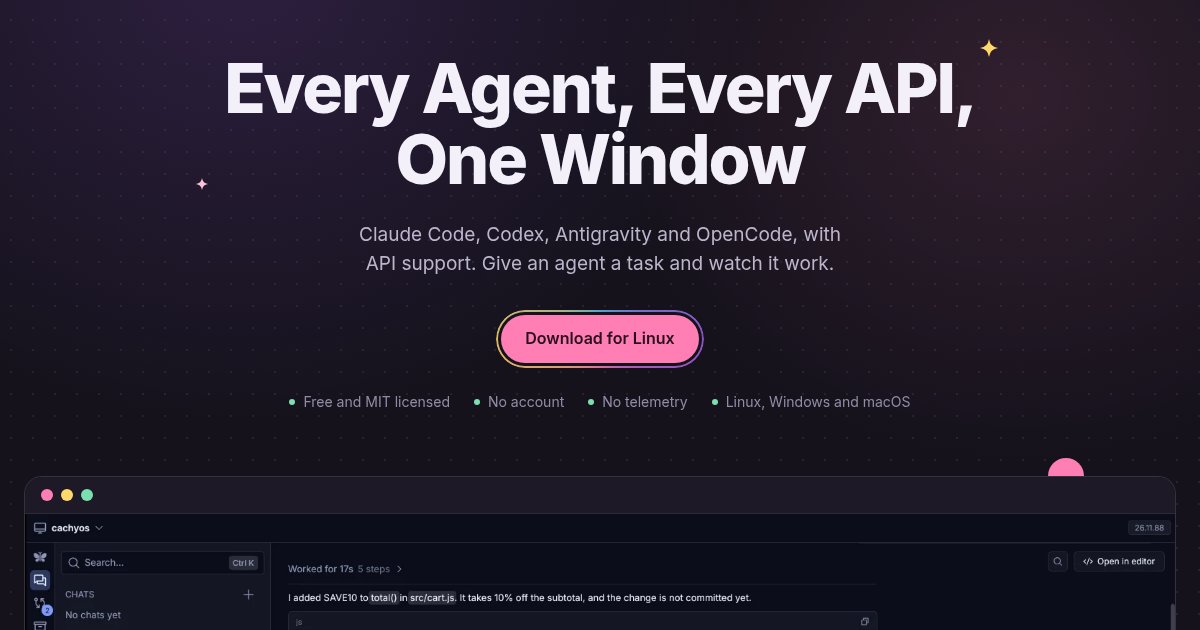 Every Agent, Every API,
One Window
Claude Code, Codex, Antigravity and OpenCode, with
API support. Give an agent a task and watch it work.
Download for Linux
Free and MIT licensed
No account
No telemetry
Linux, Windows and macOS
cachyos
26.11.88
Search...
Ctrl K
Worked for 17s 5 steps
Open in editor
CHATS
I added SAVE10 to total() in src/cart.js. It takes 10% off the subtotal, and the change is not committed yet.
2
No chats yet
js